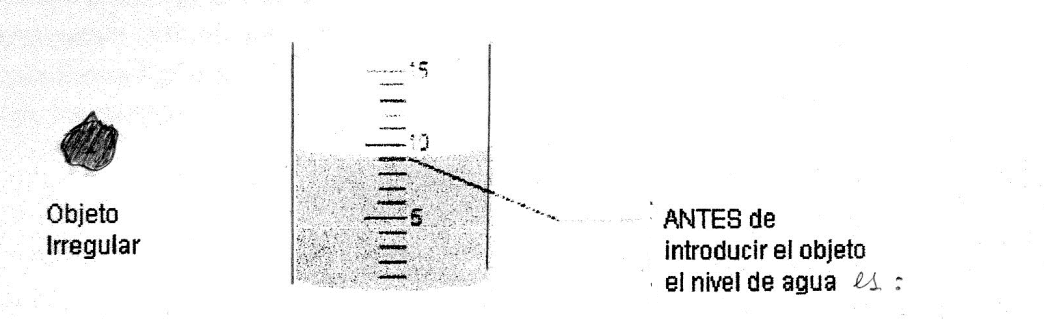 15
10
5
Objeto
Irregular
ANTES de
introducir el objeto
el nivel de agua es :